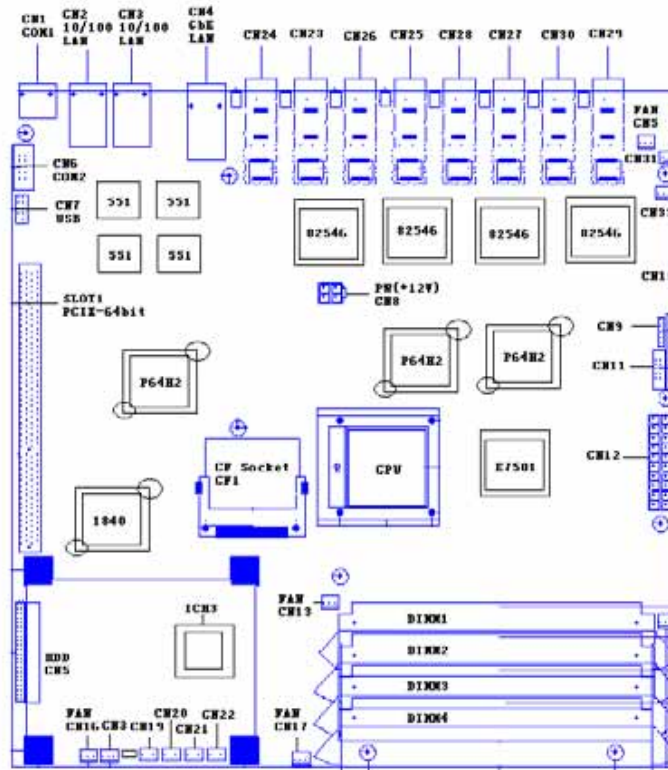 CN1
COM1
CN2
10/100
LAN
CN3
10/100
LAN
CN4
GbE
LAN
CN24
CN23
CN26
CN25
CN28
CN27
CN30
CN29
FAN
CN5
CN31
CN6
COM2
CN7
USB
551
551
551
551
82546
82546
82546
82546
PW(+12V)
CN8
SLOT1
PCIX-64bit
CN9
CN11
P64H2
P64H2
P64H2
CF Socket
CF1
CPU
E7501
CN12
1840
ICH3
FAN
CN13
DIMM1
DIMM2
DIMM3
DIMM4
HDD
CN5
FAN
CN16
CN3
CN19
CN20
CN21
CN22
FAN
CN17